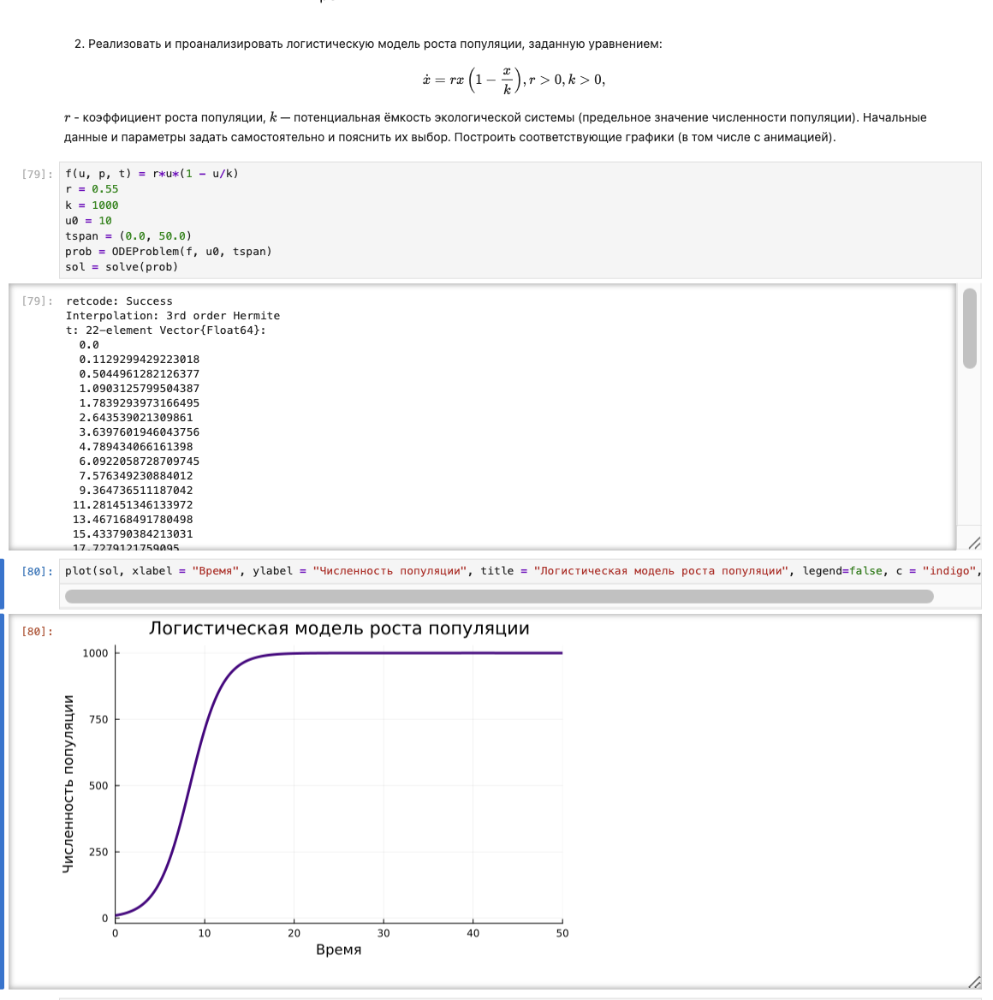 2. Реализовать и проанализировать логистическую модель роста популяции, заданную уравнением:
ẋ = rx (1 − x/k), r > 0, k > 0,
r - коэффициент роста популяции, k — потенциальная ёмкость экологической системы (предельное значение численности популяции). Начальные
данные и параметры задать самостоятельно и пояснить их выбор. Построить соответствующие графики (в том числе с анимацией).
[79]: f(u, p, t) = r*u*(1 - u/k)
r = 0.55
k = 1000
u0 = 10
tspan = (0.0, 50.0)
prob = ODEProblem(f, u0, tspan)
sol = solve(prob)
[79]: retcode: Success
Interpolation: 3rd order Hermite
t: 22-element Vector{Float64}:
0.0
0.1129299429223018
0.5044961282126377
1.0903125799504387
1.7839293973166495
2.643539021309861
3.6397601946043756
4.789434066161398
6.0922058728709745
7.576349230884012
9.364736511187042
11.281451346133972
13.467168491780498
15.433790384213031
17.7279121759095
[80]: plot(sol, xlabel = "Время", ylabel = "Численность популяции", title = "Логистическая модель роста популяции", legend=false, c = "indigo",
[80]:
Логистическая модель роста популяции
Численность популяции
1000
750
500
250
0
0 10 20 30 40 50
Время